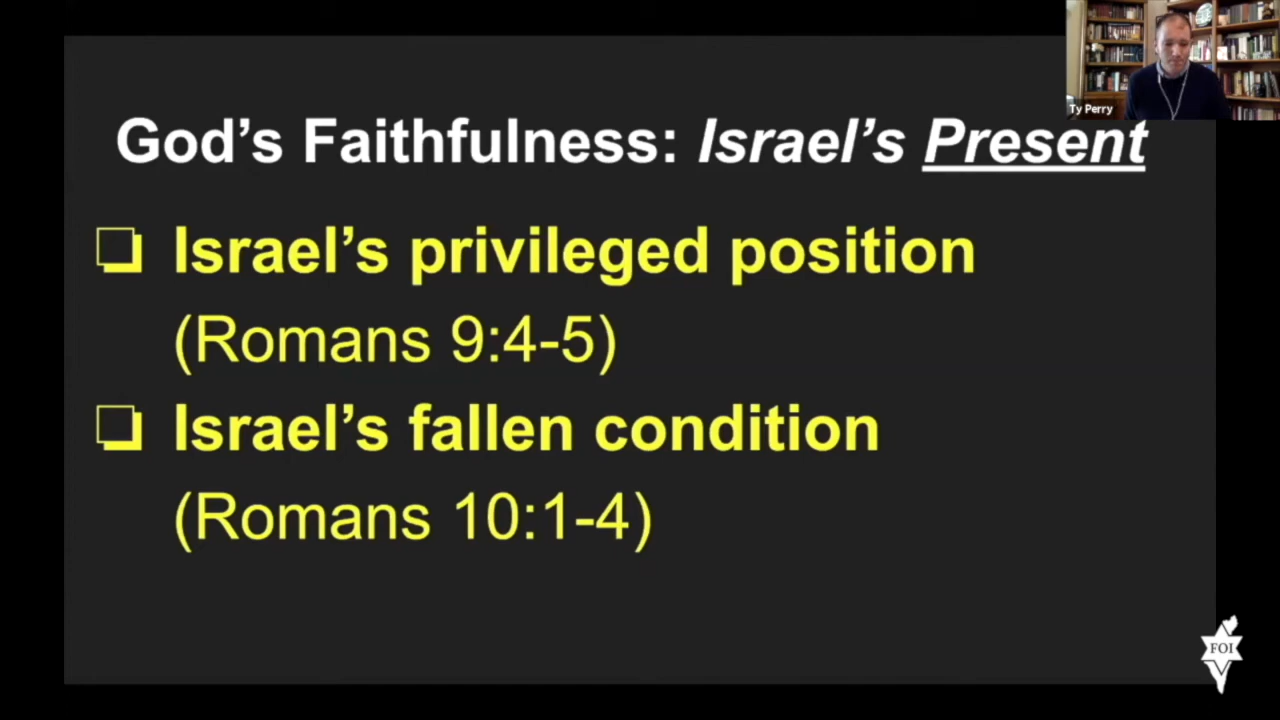 Ty Perry
God's Faithfulness: Israel's Present
Israel's privileged position
(Romans 9:4-5)
Israel's fallen condition
(Romans 10:1-4)
FOI